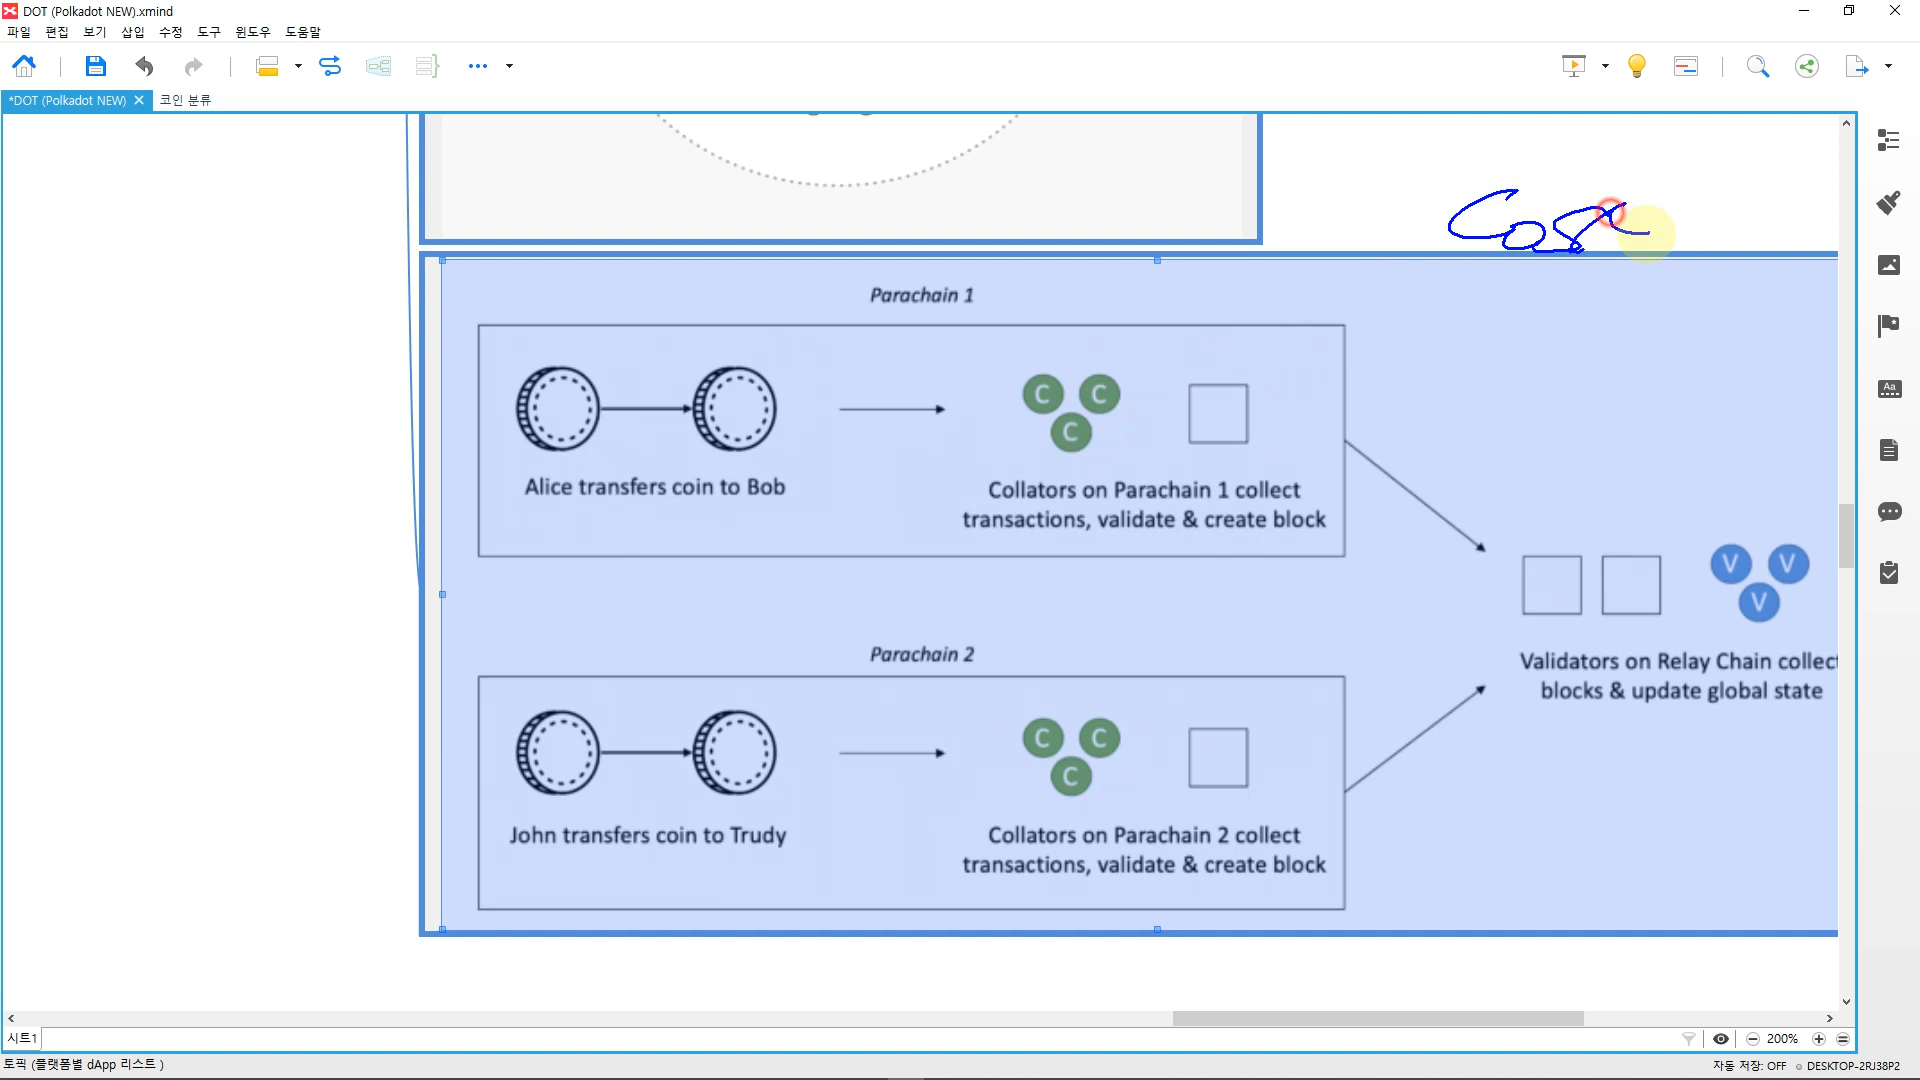 DOT (Polkadot NEW).xmind
파일 편집 보기 삽입 수정 도구 윈도우 도움말
*DOT (Polkadot NEW) 코인 분류
Parachain 1
C C
C
Alice transfers coin to Bob
Collators on Parachain 1 collect
transactions, validate & create block
V V
V
Validators on Relay Chain collect
blocks & update global state
Parachain 2
C C
C
John transfers coin to Trudy
Collators on Parachain 2 collect
transactions, validate & create block
Aa
시트1
200%
토픽 (플랫폼별 dApp 리스트 )
자동 저장: OFF DESKTOP-2RJ38P2